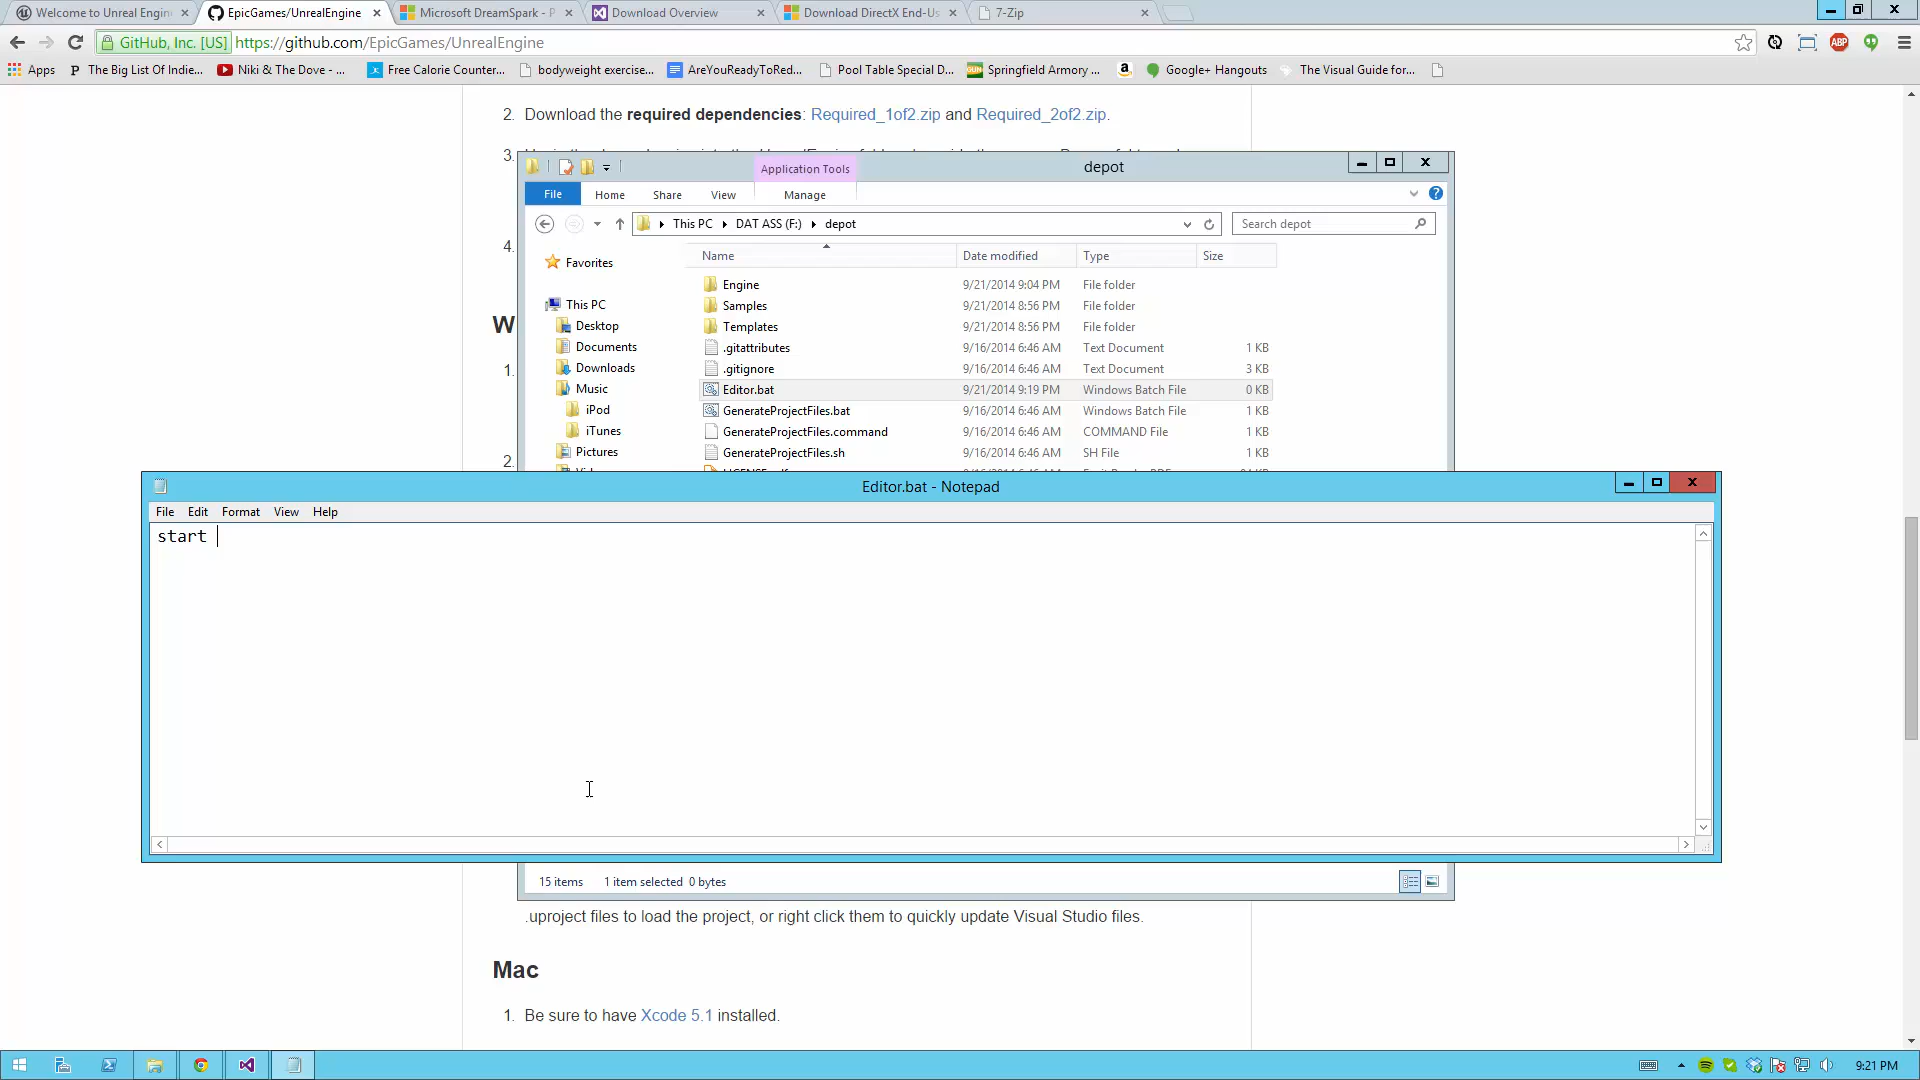 Welcome to Unreal Engin
EpicGames/UnrealEngine
Microsoft DreamSpark - P
Download Overview
Download DirectX End-Us
7-Zip
GitHub, Inc. [US]
https://github.com/EpicGames/UnrealEngine
ABP
Apps
The Big List Of Indie...
Niki & The Dove - ...
Free Calorie Counter...
bodyweight exercise...
AreYouReadyToRed...
Pool Table Special D...
Springfield Armory ...
Google+ Hangouts
The Visual Guide for...
2. Download the required dependencies: Required_1of2.zip and Required_2of2.zip.
3.
Application Tools
depot
File
Home
Share
View
Manage
This PC
DAT ASS (F:)
depot
Search depot
4.
Name
Date modified
Type
Size
Favorites
This PC
Desktop
Documents
Downloads
Music
iPod
iTunes
Pictures
Engine 9/21/2014 9:04 PM File folder
Samples 9/21/2014 8:56 PM File folder
Templates 9/21/2014 8:56 PM File folder
.gitattributes 9/16/2014 6:46 AM Text Document 1 KB
.gitignore 9/16/2014 6:46 AM Text Document 3 KB
Editor.bat 9/21/2014 9:19 PM Windows Batch File 0 KB
GenerateProjectFiles.bat 9/16/2014 6:46 AM Windows Batch File 1 KB
GenerateProjectFiles.command 9/16/2014 6:46 AM COMMAND File 1 KB
GenerateProjectFiles.sh 9/16/2014 6:46 AM SH File 1 KB
W
1.
2.
Editor.bat - Notepad
File
Edit
Format
View
Help
start
15 items
1 item selected 0 bytes
.uproject files to load the project, or right click them to quickly update Visual Studio files.
Mac
1. Be sure to have Xcode 5.1 installed.
9:21 PM